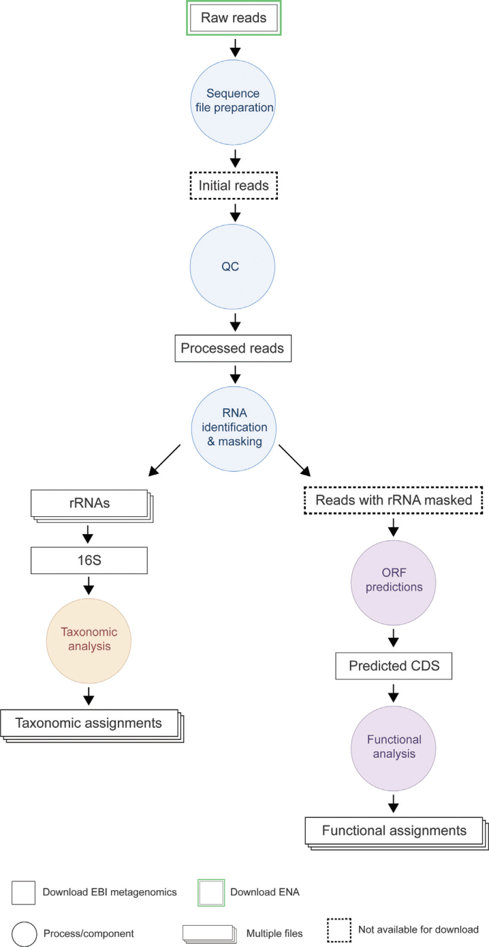 Raw reads
Sequence
file preparation
Initial reads
QC
Processed reads
RNA
identification
& masking
rRNAs
16S
Taxonomic
analysis
Taxonomic assignments
Reads with rRNA masked
ORF
predictions
Predicted CDS
Functional
analysis
Functional assignments
Download EBI metagenomics
Download ENA
Process/component
Multiple files
Not available for download